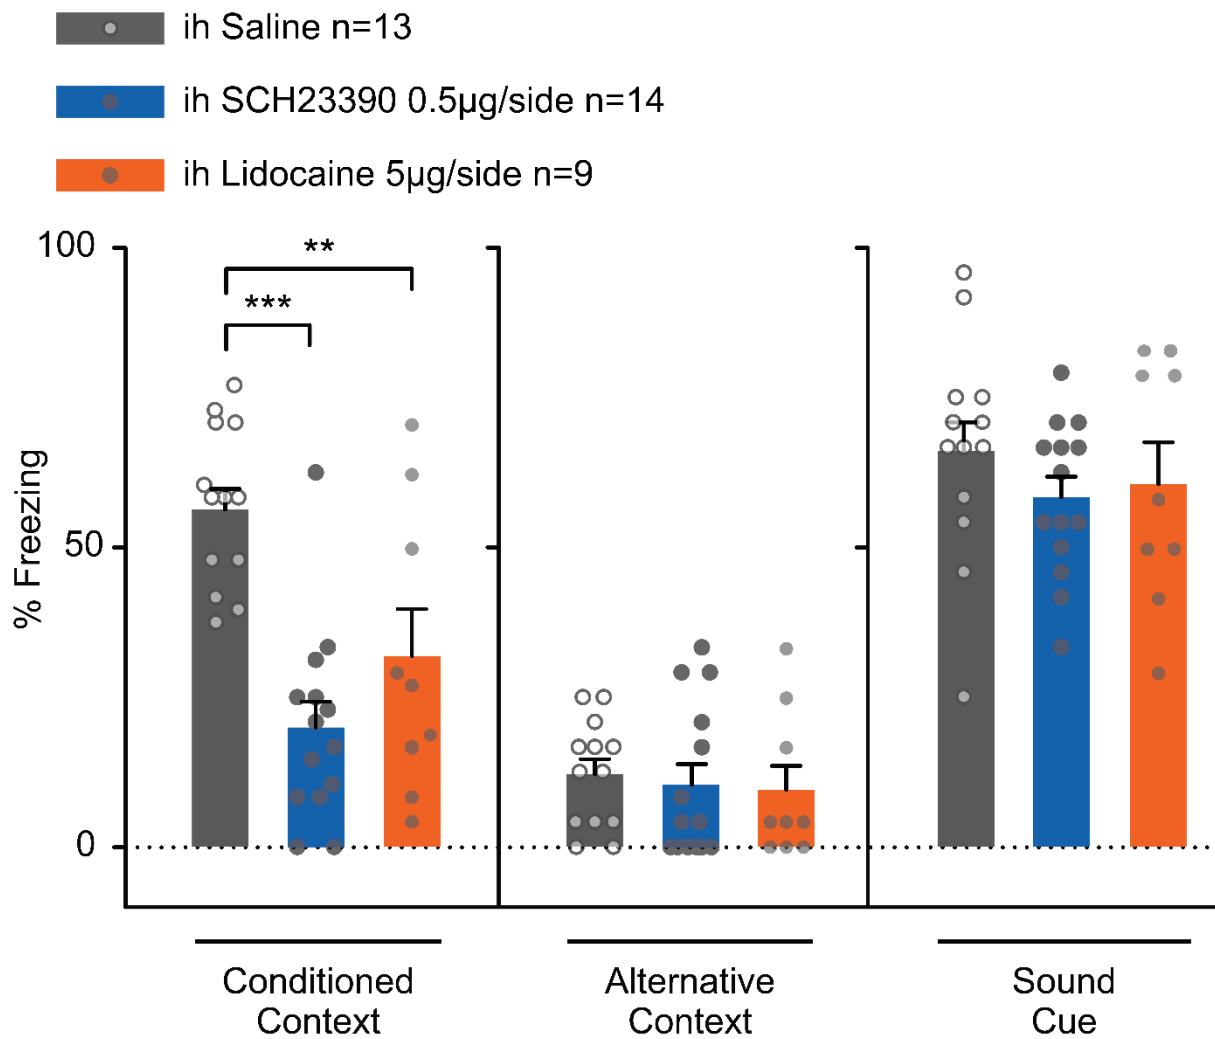 ih Saline n=13
ih SCH23390 0.5µg/side n=14
ih Lidocaine 5µg/side n=9
100
50
0
% Freezing
**
***
Conditioned
Context
Alternative
Context
Sound
Cue